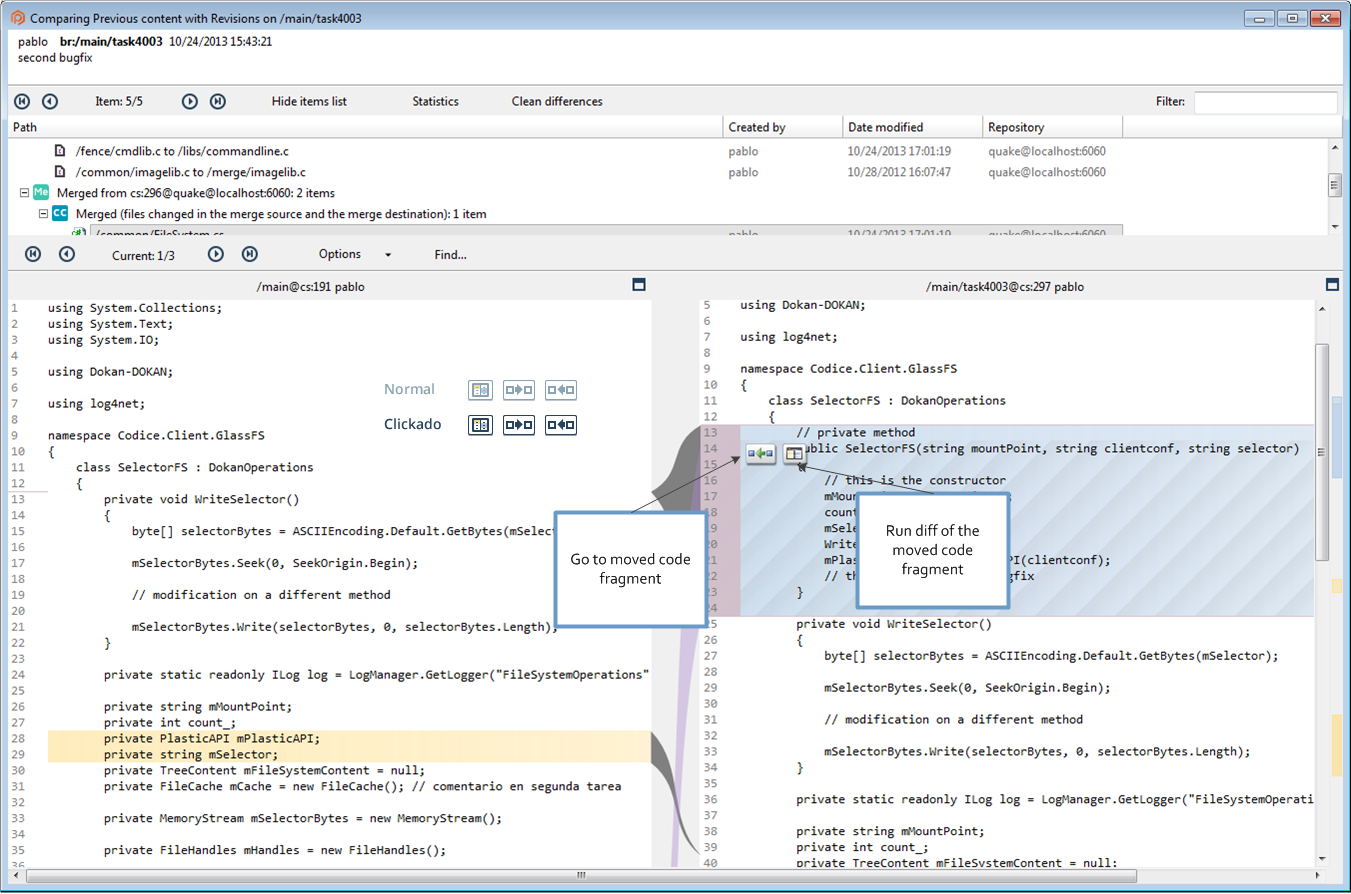 Comparing Previous content with Revisions on /main/task4003
pablo br:/main/task4003 10/24/2013 15:43:21
second bugfix
Item: 5/5 Hide items list Statistics Clean differences Filter:
Path Created by Date modified Repository
/fence/cmdlib.c to /libs/commandline.c pablo 10/24/2013 17:01:19 quake@localhost:6060
/common/imagelib.c to /merge/imagelib.c pablo 10/28/2012 16:07:47 quake@localhost:6060
Me Merged from cs:296@quake@localhost:6060: 2 items
CC Merged (files changed in the merge source and the merge destination): 1 item
/common/FileSystem.cs pablo 10/24/2013 17:01:19 quake@localhost:6060
Current: 1/3 Options Find...
/main@cs:191 pablo
1 using System.Collections;
2 using System.Text;
3 using System.IO;
4
5 using Dokan-DOKAN;
6
7 using log4net;
8
9 namespace Codice.Client.GlassFS
10 {
11 class SelectorFS : DokanOperations
12 {
13 private void WriteSelector()
14 {
15 byte[] selectorBytes = ASCIIEncoding.Default.GetBytes(mSelec
16
17 mSelectorBytes.Seek(0, SeekOrigin.Begin);
18
19 // modification on a different method
20
21 mSelectorBytes.Write(selectorBytes, 0, selectorBytes.Length);
22 }
23
24 private static readonly ILog log = LogManager.GetLogger("FileSystemOperations"
25
26 private string mMountPoint;
27 private int count_;
28 private PlasticAPI mPlasticAPI;
29 private string mSelector;
30 private TreeContent mFileSystemContent = null;
31 private FileCache mCache = new FileCache(); // comentario en segunda tarea
32
33 private MemoryStream mSelectorBytes = new MemoryStream();
34
35 private FileHandles mHandles = new FileHandles();
36
Normal
Clickado
Go to moved code
fragment
/main/task4003@cs:297 pablo
5 using Dokan-DOKAN;
6
7 using log4net;
8
9 namespace Codice.Client.GlassFS
10 {
11 class SelectorFS : DokanOperations
12 {
13 // private method
14 public SelectorFS(string mountPoint, string clientconf, string selector)
15 {
16 // this is the constructor
17 mMoun
18 count
19 mSele
20 Write
21 mPlas PI(clientconf);
22 // th gfix
23 }
24
25 private void WriteSelector()
26 {
27 byte[] selectorBytes = ASCIIEncoding.Default.GetBytes(mSelector);
28
29 mSelectorBytes.Seek(0, SeekOrigin.Begin);
30
31 // modification on a different method
32
33 mSelectorBytes.Write(selectorBytes, 0, selectorBytes.Length);
34 }
35
36 private static readonly ILog log = LogManager.GetLogger("FileSystemOperati
37
38 private string mMountPoint;
39 private int count_;
40 private TreeContent mFileSystemContent = null;
Run diff of the
moved code
fragment